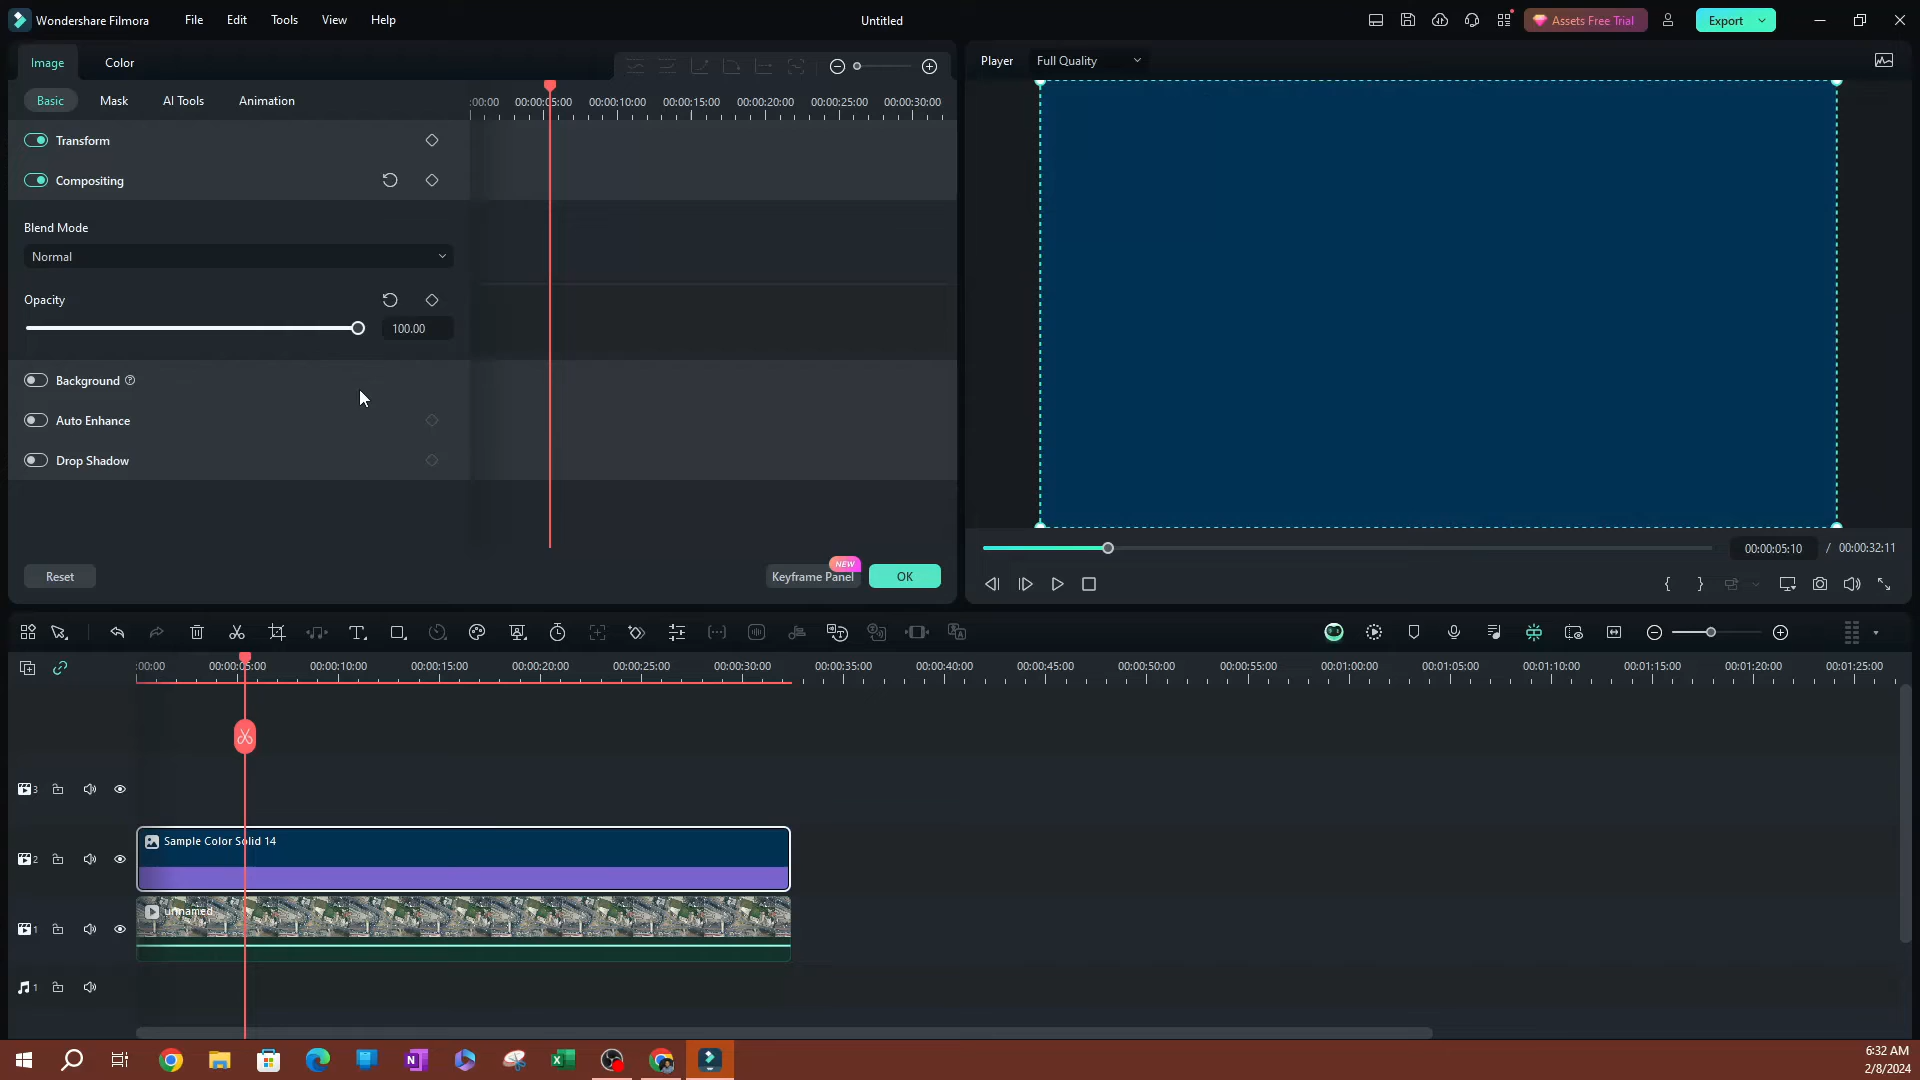 Wondershare Filmora File Edit Tools View Help Untitled Assets Free Trial Export
Image Color
Player Full Quality
Basic Mask AI Tools Animation
:00:00 00:00:05:00 00:00:10:00 00:00:15:00 00:00:20:00 00:00:25:00 00:00:30:00
Transform
Compositing
Blend Mode
Normal
Opacity
100.00
Background
Auto Enhance
Drop Shadow
00:00:05:10 / 00:00:32:11
NEW
Reset Keyframe Panel OK
:00:00 00:00:05:00 00:00:10:00 00:00:15:00 00:00:20:00 00:00:25:00 00:00:30:00 00:00:35:00 00:00:40:00 00:00:45:00 00:00:50:00 00:00:55:00 00:01:00:00 00:01:05:00 00:01:10:00 00:01:15:00 00:01:20:00 00:01:25:00
3
Sample Color Solid 14
2
unnamed
1
1
6:32 AM
2/8/2024